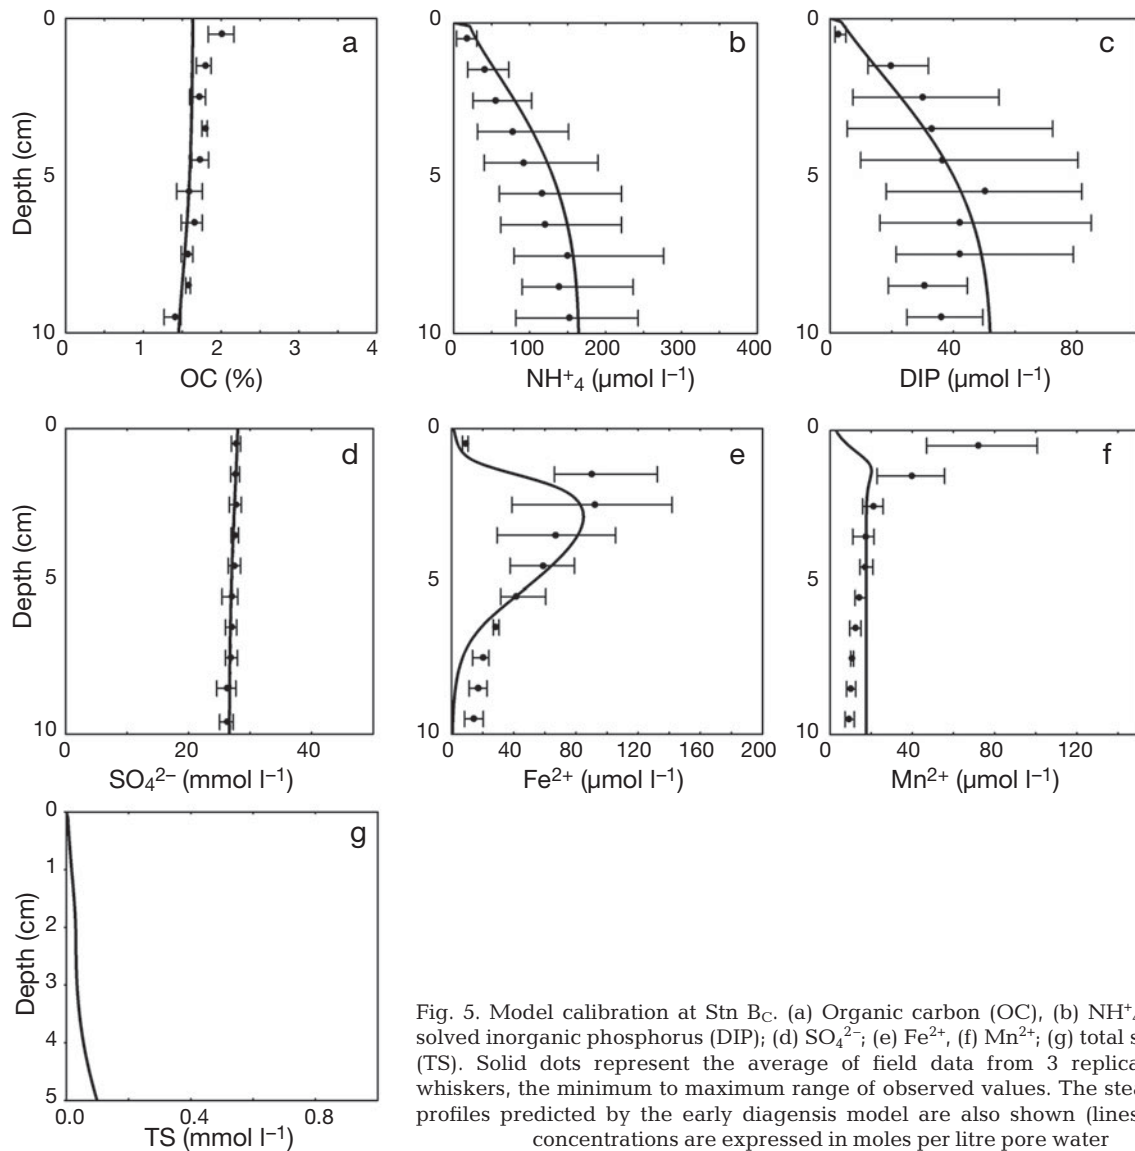 0
a
Depth (cm)
5
10
0 1 2 3 4
OC (%)
0
b
5
10
0 100 200 300 400
NH⁺₄ (µmol l⁻¹)
0
c
5
10
0 40 80
DIP (µmol l⁻¹)
0
d
Depth (cm)
5
10
0 20 40
SO₄²⁻ (mmol l⁻¹)
0
e
5
10
0 40 80 120 160 200
Fe²⁺ (µmol l⁻¹)
0
f
5
10
0 40 80 120
Mn²⁺ (µmol l⁻¹)
0
g
1
Depth (cm)
2
3
4
5
0.0 0.4 0.8
TS (mmol l⁻¹)
Fig. 5. Model calibration at Stn B_C. (a) Organic carbon (OC), (b) NH⁺
solved inorganic phosphorus (DIP); (d) SO₄²⁻; (e) Fe²⁺, (f) Mn²⁺; (g) total s
(TS). Solid dots represent the average of field data from 3 replica
whiskers, the minimum to maximum range of observed values. The stea
profiles predicted by the early diagensis model are also shown (lines
concentrations are expressed in moles per litre pore water